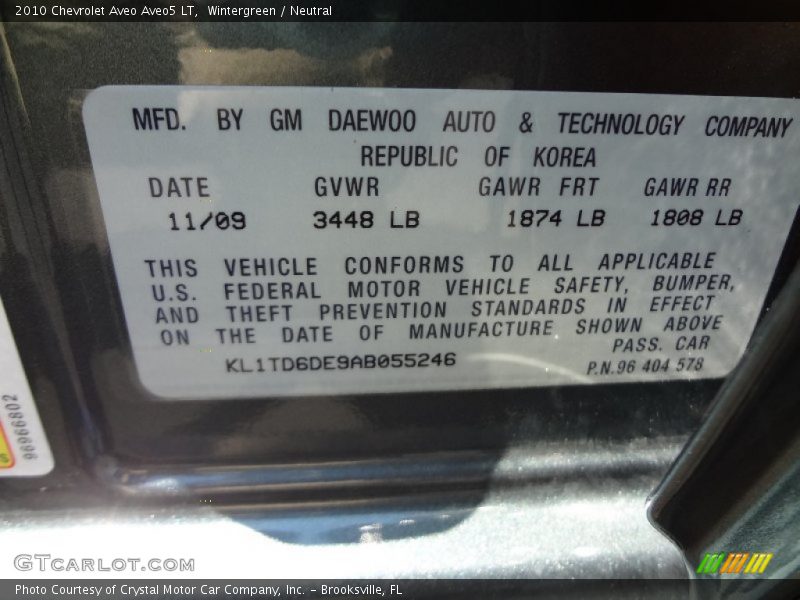 2010 Chevrolet Aveo Aveo5 LT, Wintergreen / Neutral
MFD. BY GM DAEWOO AUTO & TECHNOLOGY COMPANY
REPUBLIC OF KOREA
DATE GVWR GAWR FRT GAWR RR
11/09 3448 LB 1874 LB 1808 LB
THIS VEHICLE CONFORMS TO ALL APPLICABLE
U.S. FEDERAL MOTOR VEHICLE SAFETY, BUMPER,
AND THEFT PREVENTION STANDARDS IN EFFECT
ON THE DATE OF MANUFACTURE SHOWN ABOVE
PASS. CAR
KL1TD6DE9AB055246 P.N.96 404 578
96966802
GTcarlot.com
Photo Courtesy of Crystal Motor Car Company, Inc. – Brooksville, FL